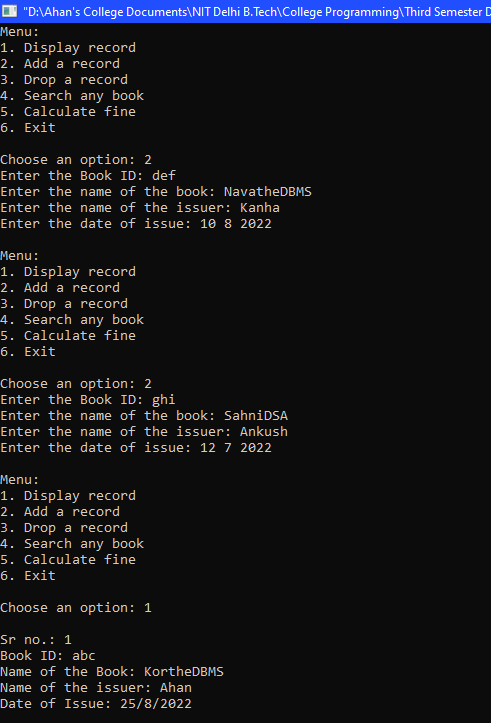 "D:\Ahan's College Documents\NIT Delhi B.Tech\College Programming\Third Semester D
Menu:
1. Display record
2. Add a record
3. Drop a record
4. Search any book
5. Calculate fine
6. Exit
Choose an option: 2
Enter the Book ID: def
Enter the name of the book: NavatheDBMS
Enter the name of the issuer: Kanha
Enter the date of issue: 10 8 2022
Menu:
1. Display record
2. Add a record
3. Drop a record
4. Search any book
5. Calculate fine
6. Exit
Choose an option: 2
Enter the Book ID: ghi
Enter the name of the book: SahniDSA
Enter the name of the issuer: Ankush
Enter the date of issue: 12 7 2022
Menu:
1. Display record
2. Add a record
3. Drop a record
4. Search any book
5. Calculate fine
6. Exit
Choose an option: 1
Sr no.: 1
Book ID: abc
Name of the Book: KortheDBMS
Name of the issuer: Ahan
Date of Issue: 25/8/2022